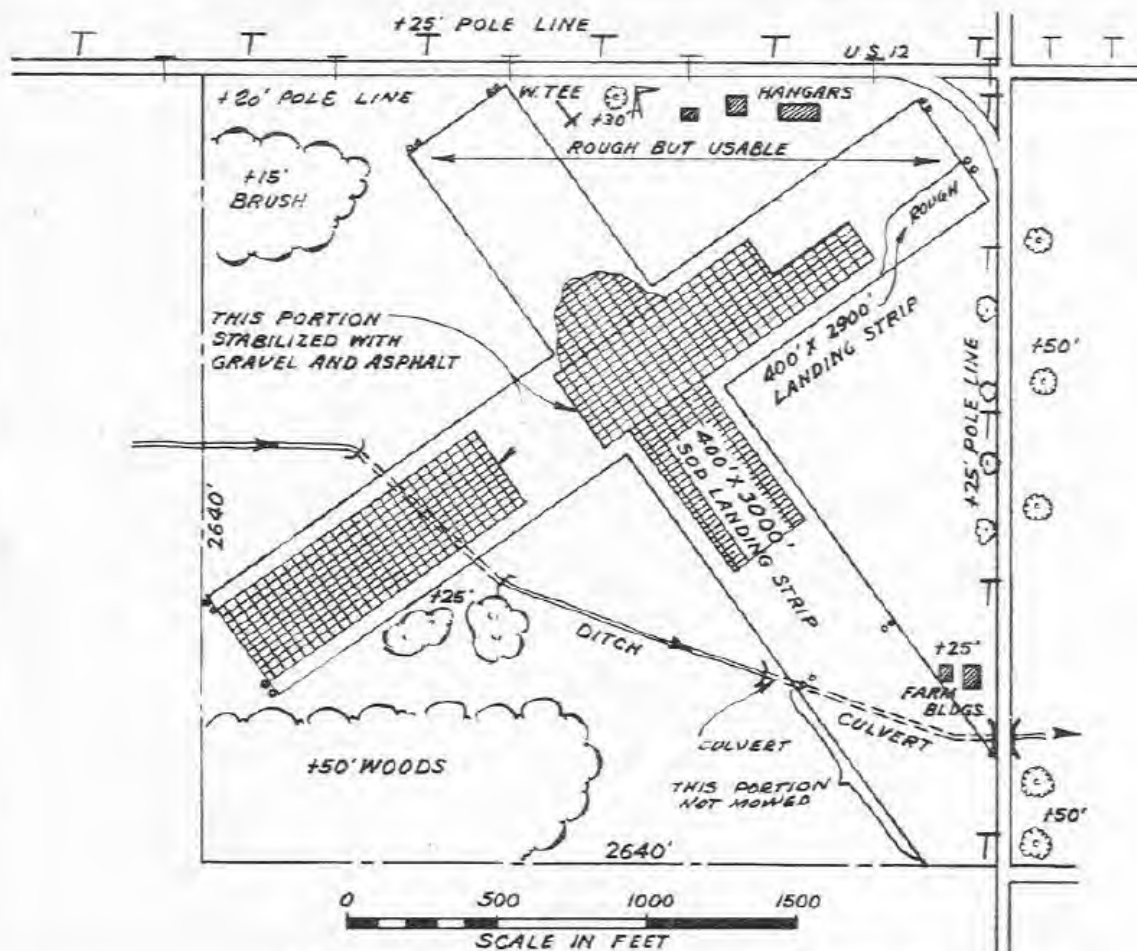 +25' POLE LINE
U.S. 12
+20' POLE LINE
W. TEE
+30'
HANGARS
ROUGH BUT USABLE
+15'
BRUSH
ROUGH
THIS PORTION
STABILIZED WITH
GRAVEL AND ASPHALT
400' X 2900'
LANDING STRIP
+50'
+25' POLE LINE
400' X 3000'
SOD LANDING STRIP
2640'
+25'
DITCH
+25'
FARM
BLDGS.
CULVERT
CULVERT
+50' WOODS
THIS PORTION
NOT MOWED
+50'
2640'
0 500 1000 1500
SCALE IN FEET